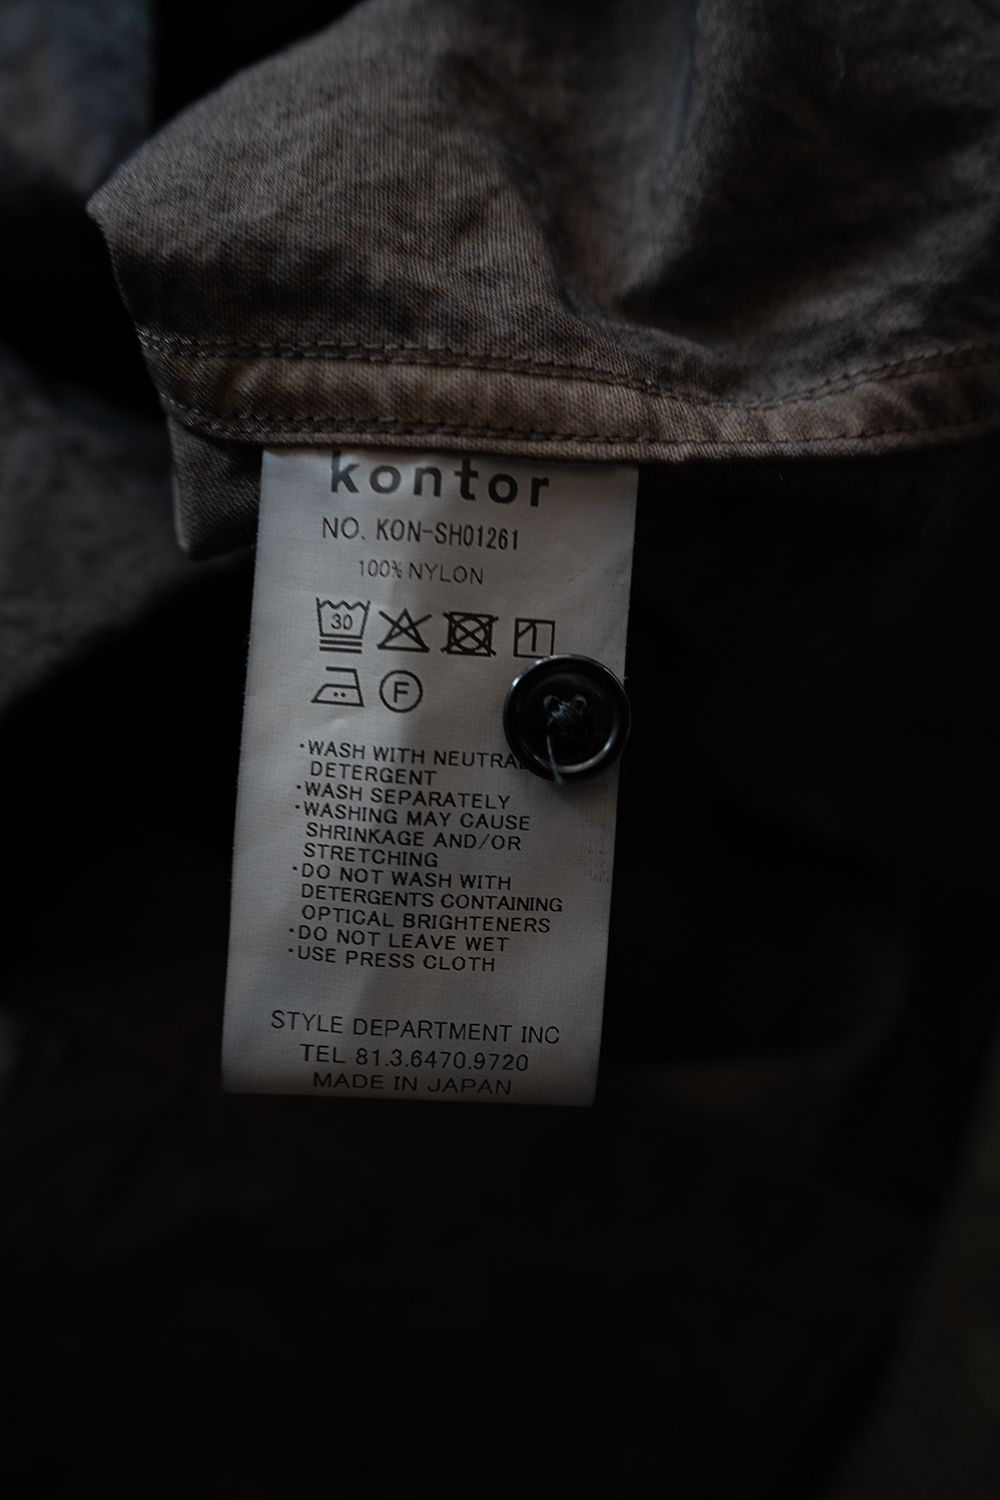 kontor
NO. KON-SH01261
100% NYLON
30
F
・WASH WITH NEUTRAL
DETERGENT
・WASH SEPARATELY
・WASHING MAY CAUSE
SHRINKAGE AND/OR
STRETCHING
・DO NOT WASH WITH
DETERGENTS CONTAINING
OPTICAL BRIGHTENERS
・DO NOT LEAVE WET
・USE PRESS CLOTH
STYLE DEPARTMENT INC
TEL 81.3.6470.9720
MADE IN JAPAN